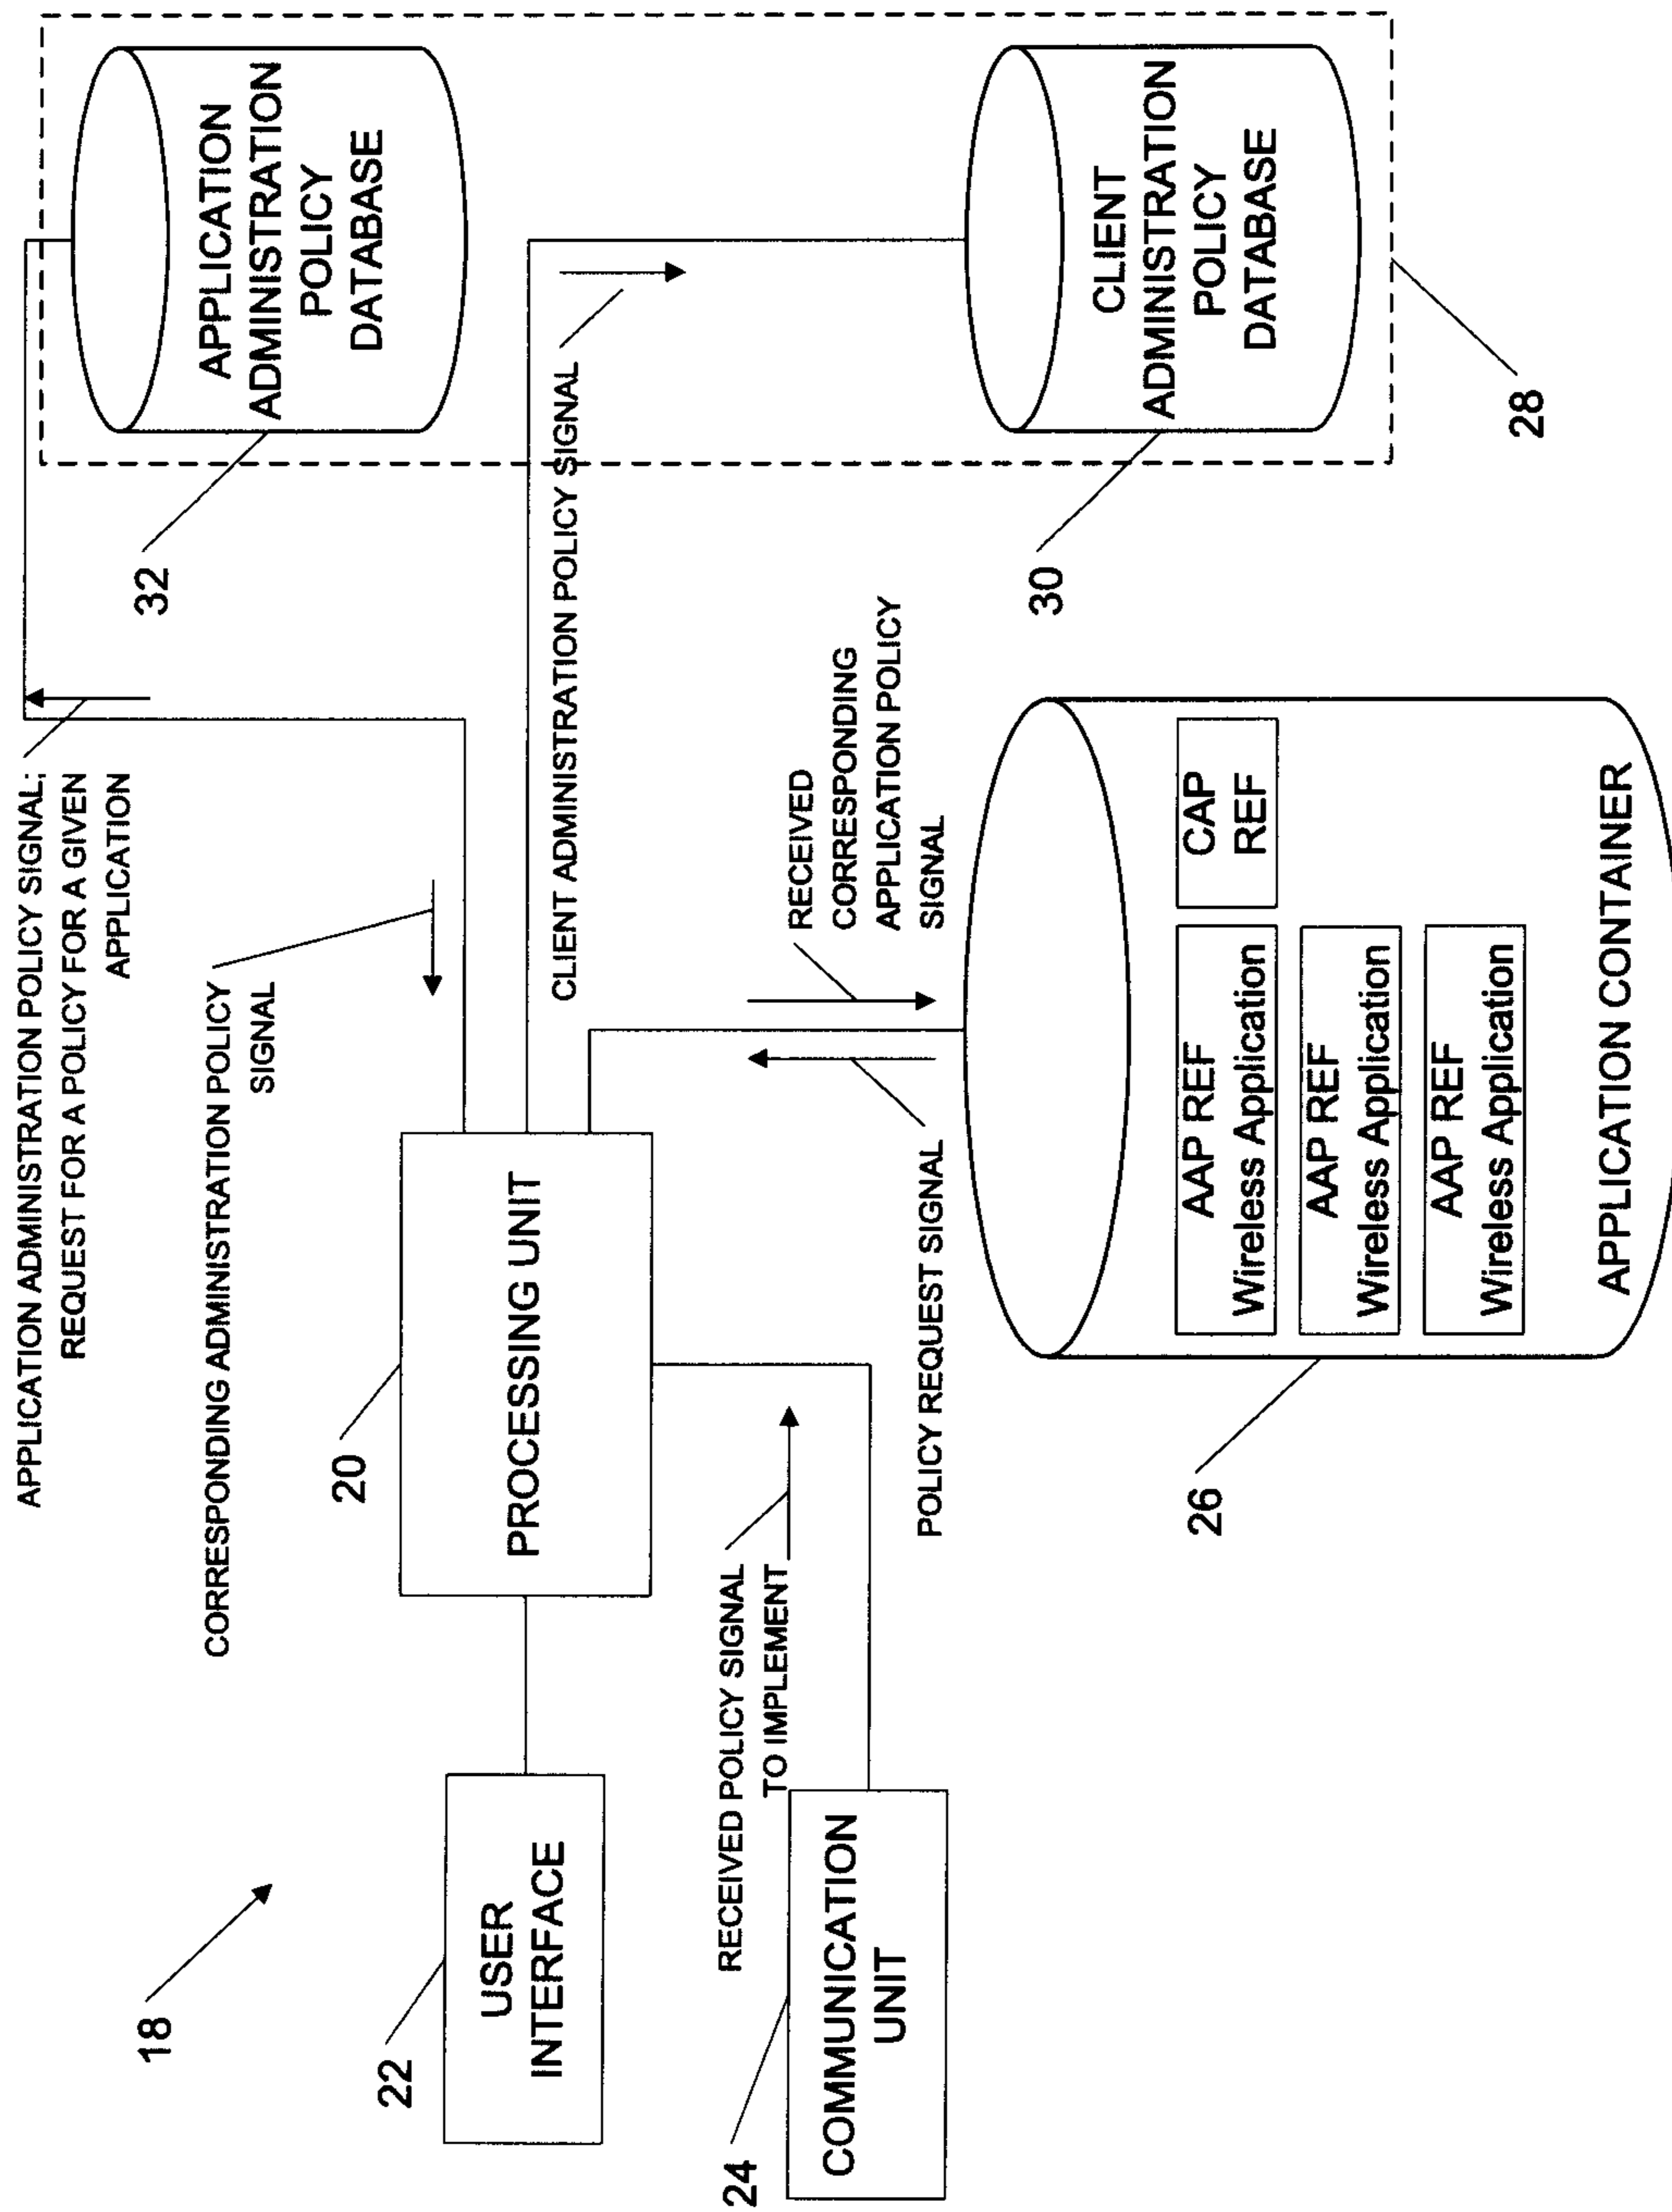 18
22
USER
INTERFACE
24
COMMUNICATION
UNIT
RECEIVED POLICY SIGNAL
TO IMPLEMENT
20
PROCESSING UNIT
APPLICATION ADMINISTRATION POLICY SIGNAL;
REQUEST FOR A POLICY FOR A GIVEN
APPLICATION
CORRESPONDING ADMINISTRATION POLICY
SIGNAL
CLIENT ADMINISTRATION POLICY SIGNAL
POLICY REQUEST SIGNAL
RECEIVED
CORRESPONDING
APPLICATION POLICY
SIGNAL
26
AAP REF
Wireless Application
AAP REF
Wireless Application
AAP REF
Wireless Application
CAP
REF
APPLICATION CONTAINER
32
APPLICATION
ADMINISTRATION
POLICY
DATABASE
30
CLIENT
ADMINISTRATION
POLICY
DATABASE
28